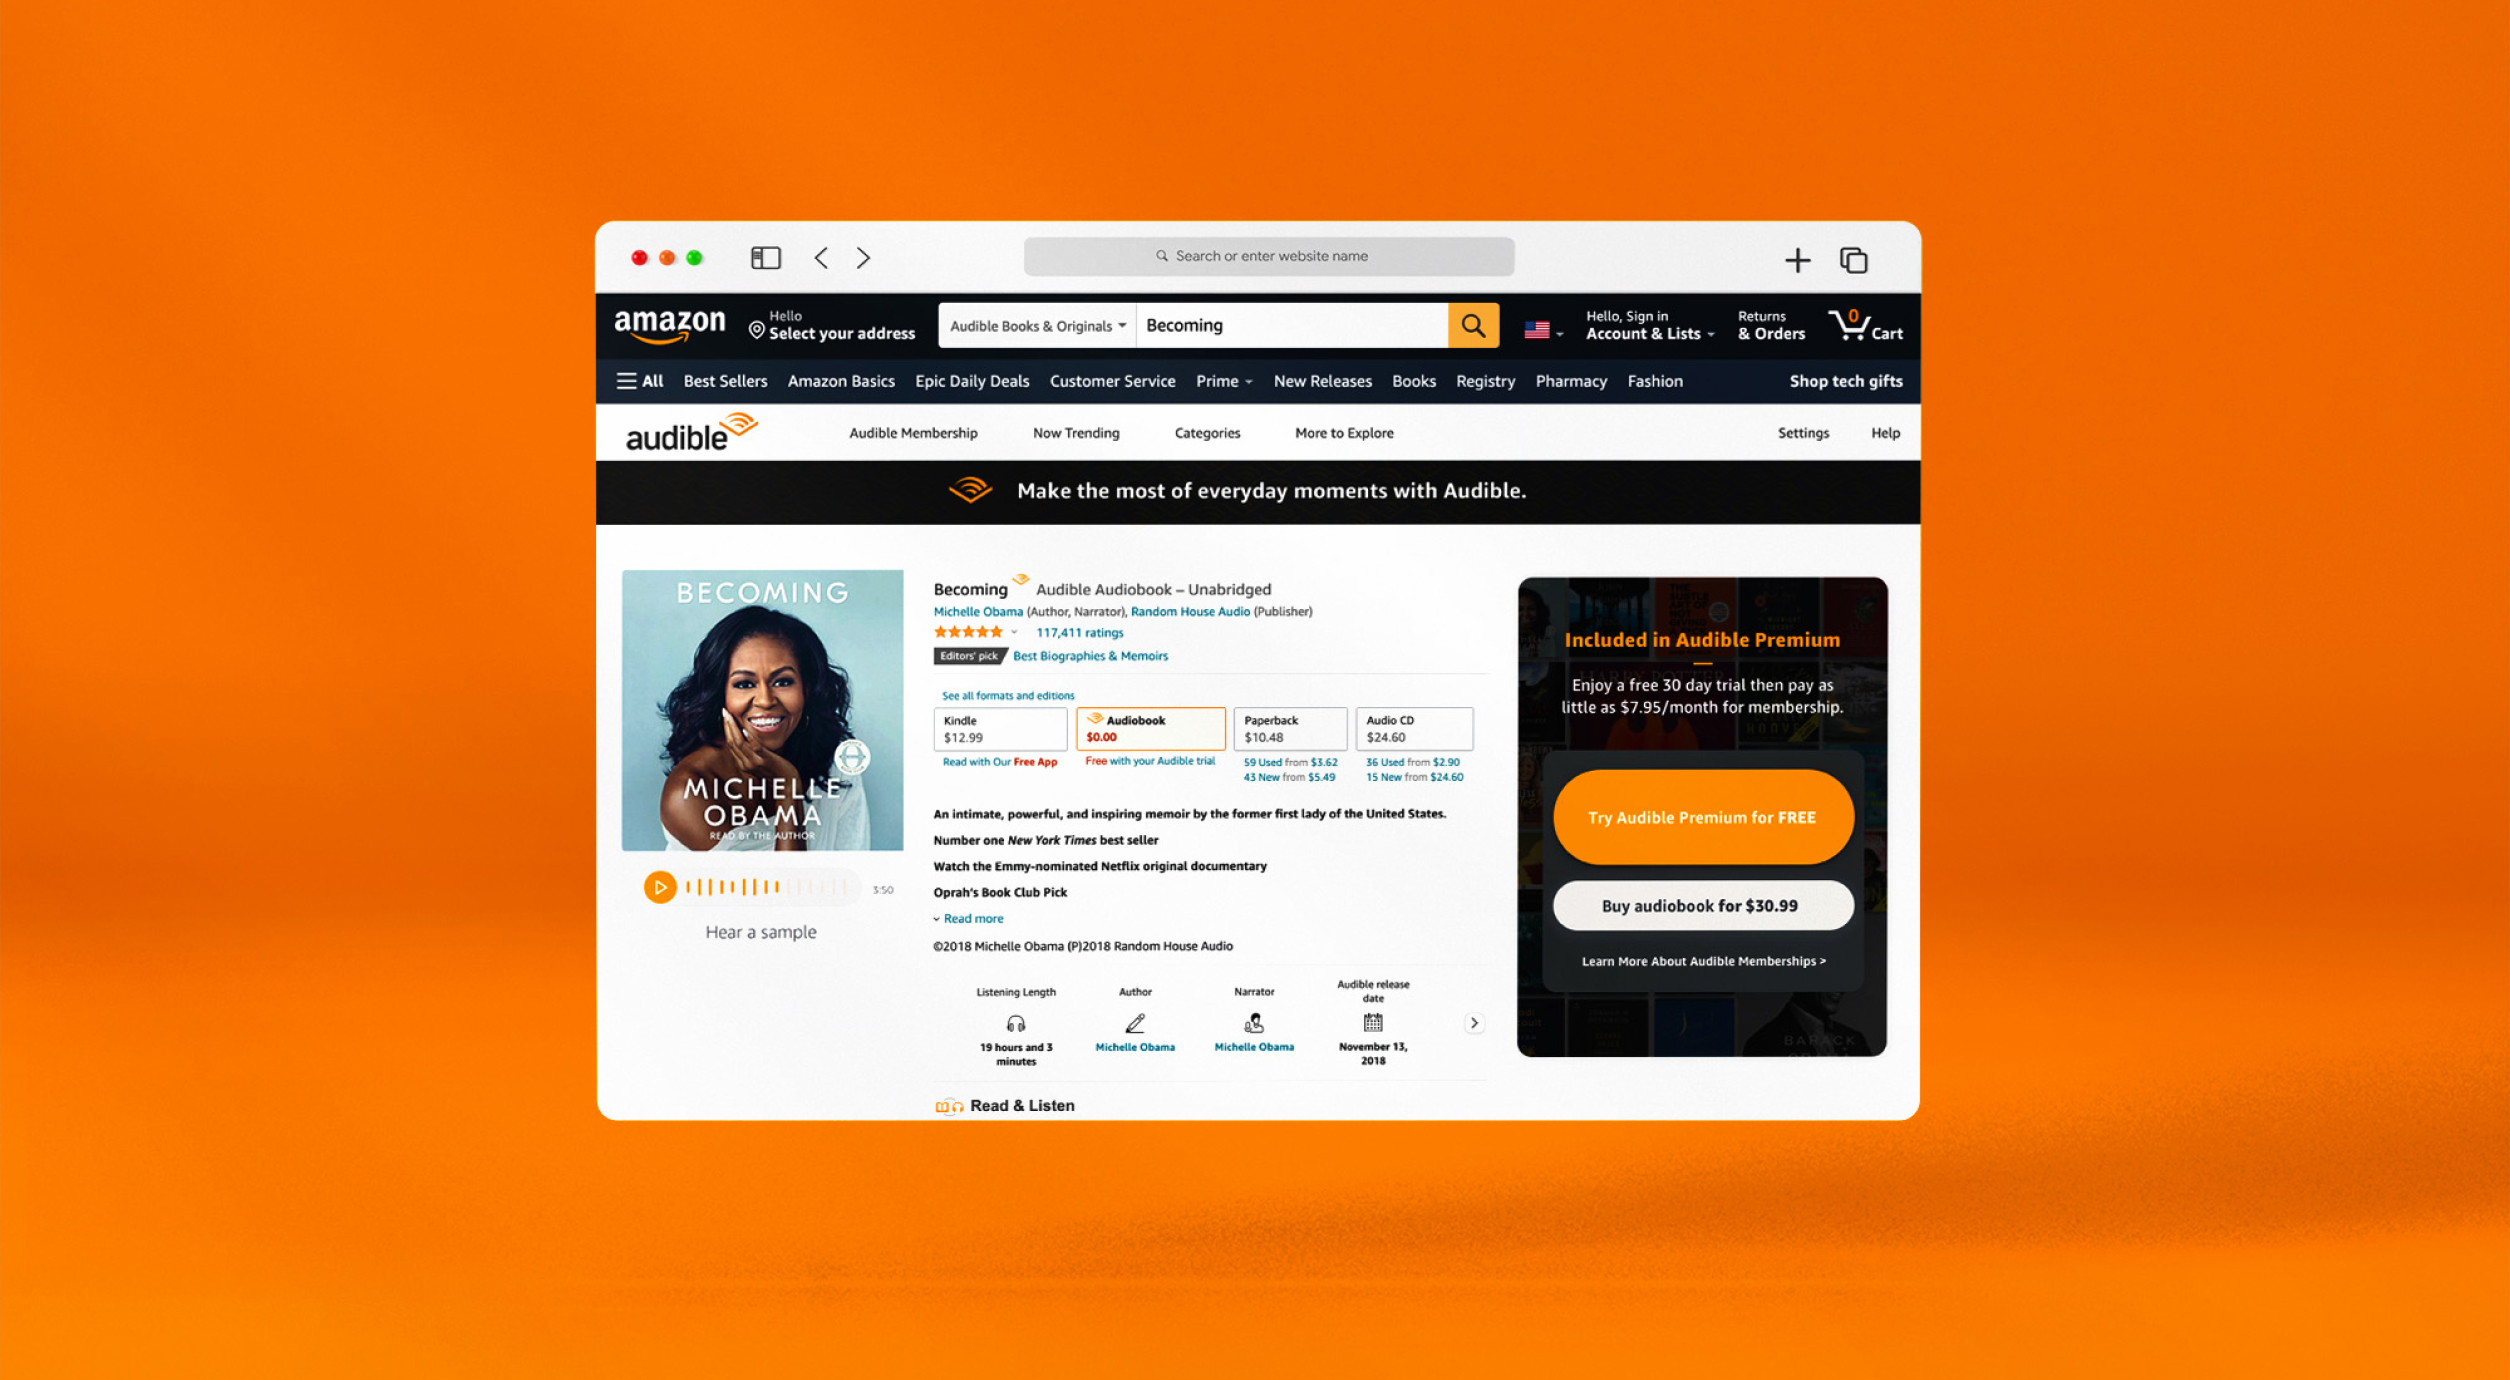 Search or enter website name
amazon
Hello
Select your address
Audible Books & Originals
Becoming
Hello, Sign in
Account & Lists
Returns
& Orders
0
Cart
All Best Sellers Amazon Basics Epic Daily Deals Customer Service Prime New Releases Books Registry Pharmacy Fashion Shop tech gifts
audible Audible Membership Now Trending Categories More to Explore Settings Help
Make the most of everyday moments with Audible.
BECOMING
MICHELLE
OBAMA
READ BY THE AUTHOR
3:50
Hear a sample
Becoming Audible Audiobook – Unabridged
Michelle Obama (Author, Narrator), Random House Audio (Publisher)
117,411 ratings
Editors' pick Best Biographies & Memoirs
See all formats and editions
Kindle
$12.99
Read with Our Free App
Audiobook
$0.00
Free with your Audible trial
Paperback
$10.48
59 Used from $3.62
43 New from $5.49
Audio CD
$24.60
36 Used from $2.90
15 New from $24.60
An intimate, powerful, and inspiring memoir by the former first lady of the United States.
Number one New York Times best seller
Watch the Emmy-nominated Netflix original documentary
Oprah's Book Club Pick
Read more
©2018 Michelle Obama (P)2018 Random House Audio
Listening Length
19 hours and 3
minutes
Author
Michelle Obama
Narrator
Michelle Obama
Audible release
date
November 13,
2018
Read & Listen
Included in Audible Premium
Enjoy a free 30 day trial then pay as
little as $7.95/month for membership.
Try Audible Premium for FREE
Buy audiobook for $30.99
Learn More About Audible Memberships >
BARACK